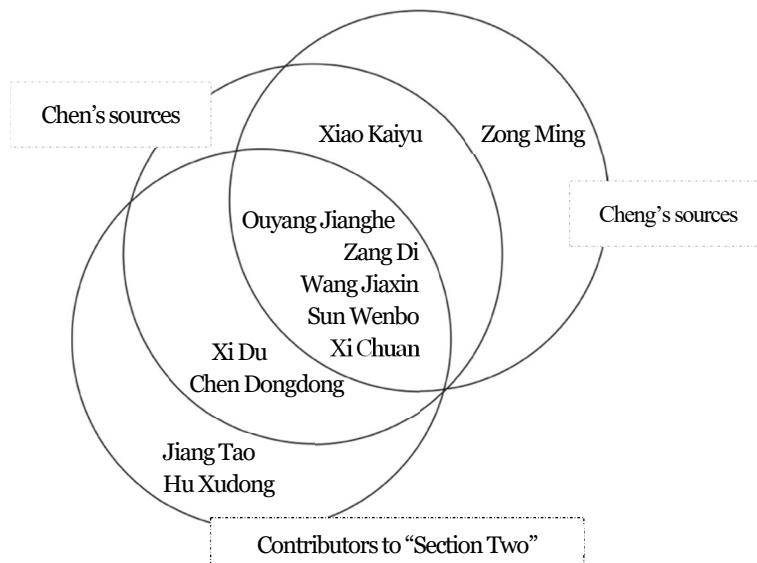 Chen’s sources
Xiao Kaiyu
Zong Ming
Cheng’s sources
Ouyang Jianghe
Zang Di
Wang Jiaxin
Sun Wenbo
Xi Chuan
Xi Du
Chen Dongdong
Jiang Tao
Hu Xudong
Contributors to “Section Two”